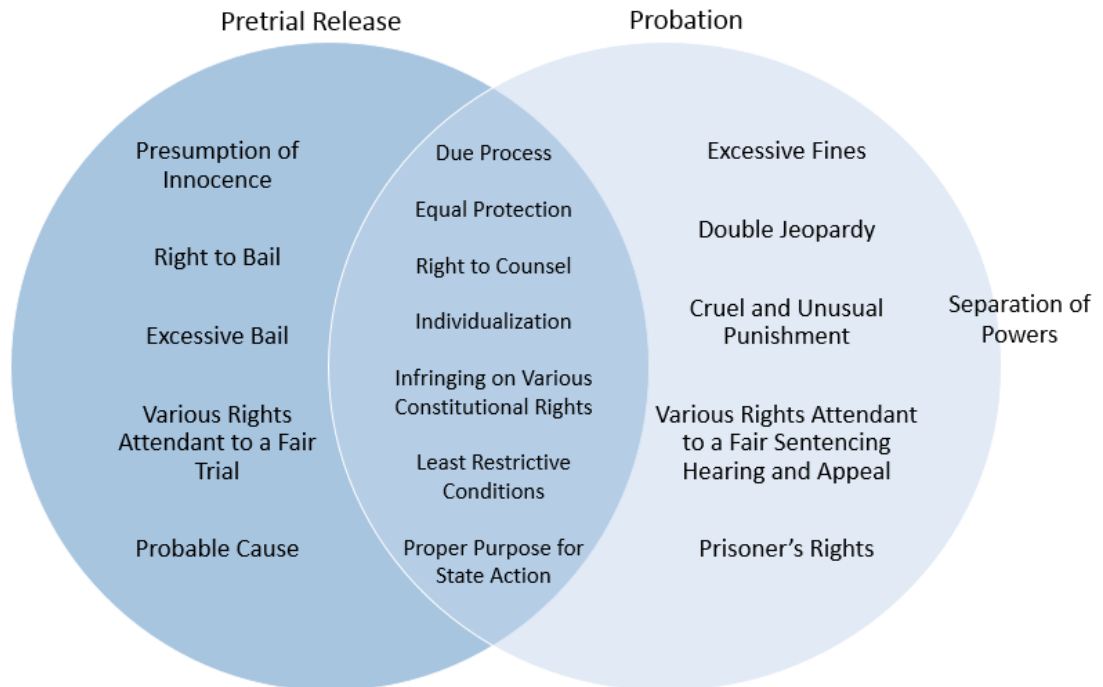 Pretrial Release
Probation
Presumption of
Innocence
Right to Bail
Excessive Bail
Various Rights
Attendant to a Fair
Trial
Probable Cause
Due Process
Equal Protection
Right to Counsel
Individualization
Infringing on Various
Constitutional Rights
Least Restrictive
Conditions
Proper Purpose for
State Action
Excessive Fines
Double Jeopardy
Cruel and Unusual
Punishment
Various Rights Attendant
to a Fair Sentencing
Hearing and Appeal
Prisoner’s Rights
Separation of
Powers